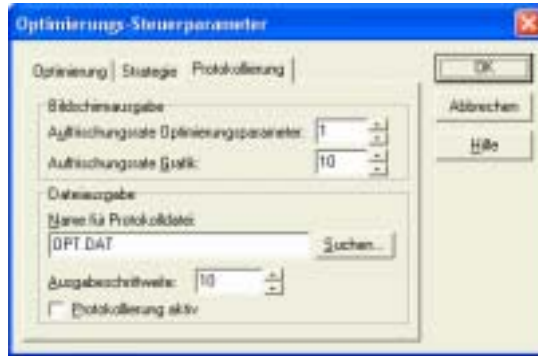 Optimierungs-Steuerparameter
Optimierung Strategie Protokollierung
OK
Abbrechen
Hilfe
Bildschirmausgabe
Auffrischungsrate Optimierungsparameter: 1
Auffrischungsrate Grafik: 10
Dateiausgabe
Name für Protokolldatei:
OPT.DAT
Suchen...
Ausgabeschrittweite: 10
Protokollierung aktiv